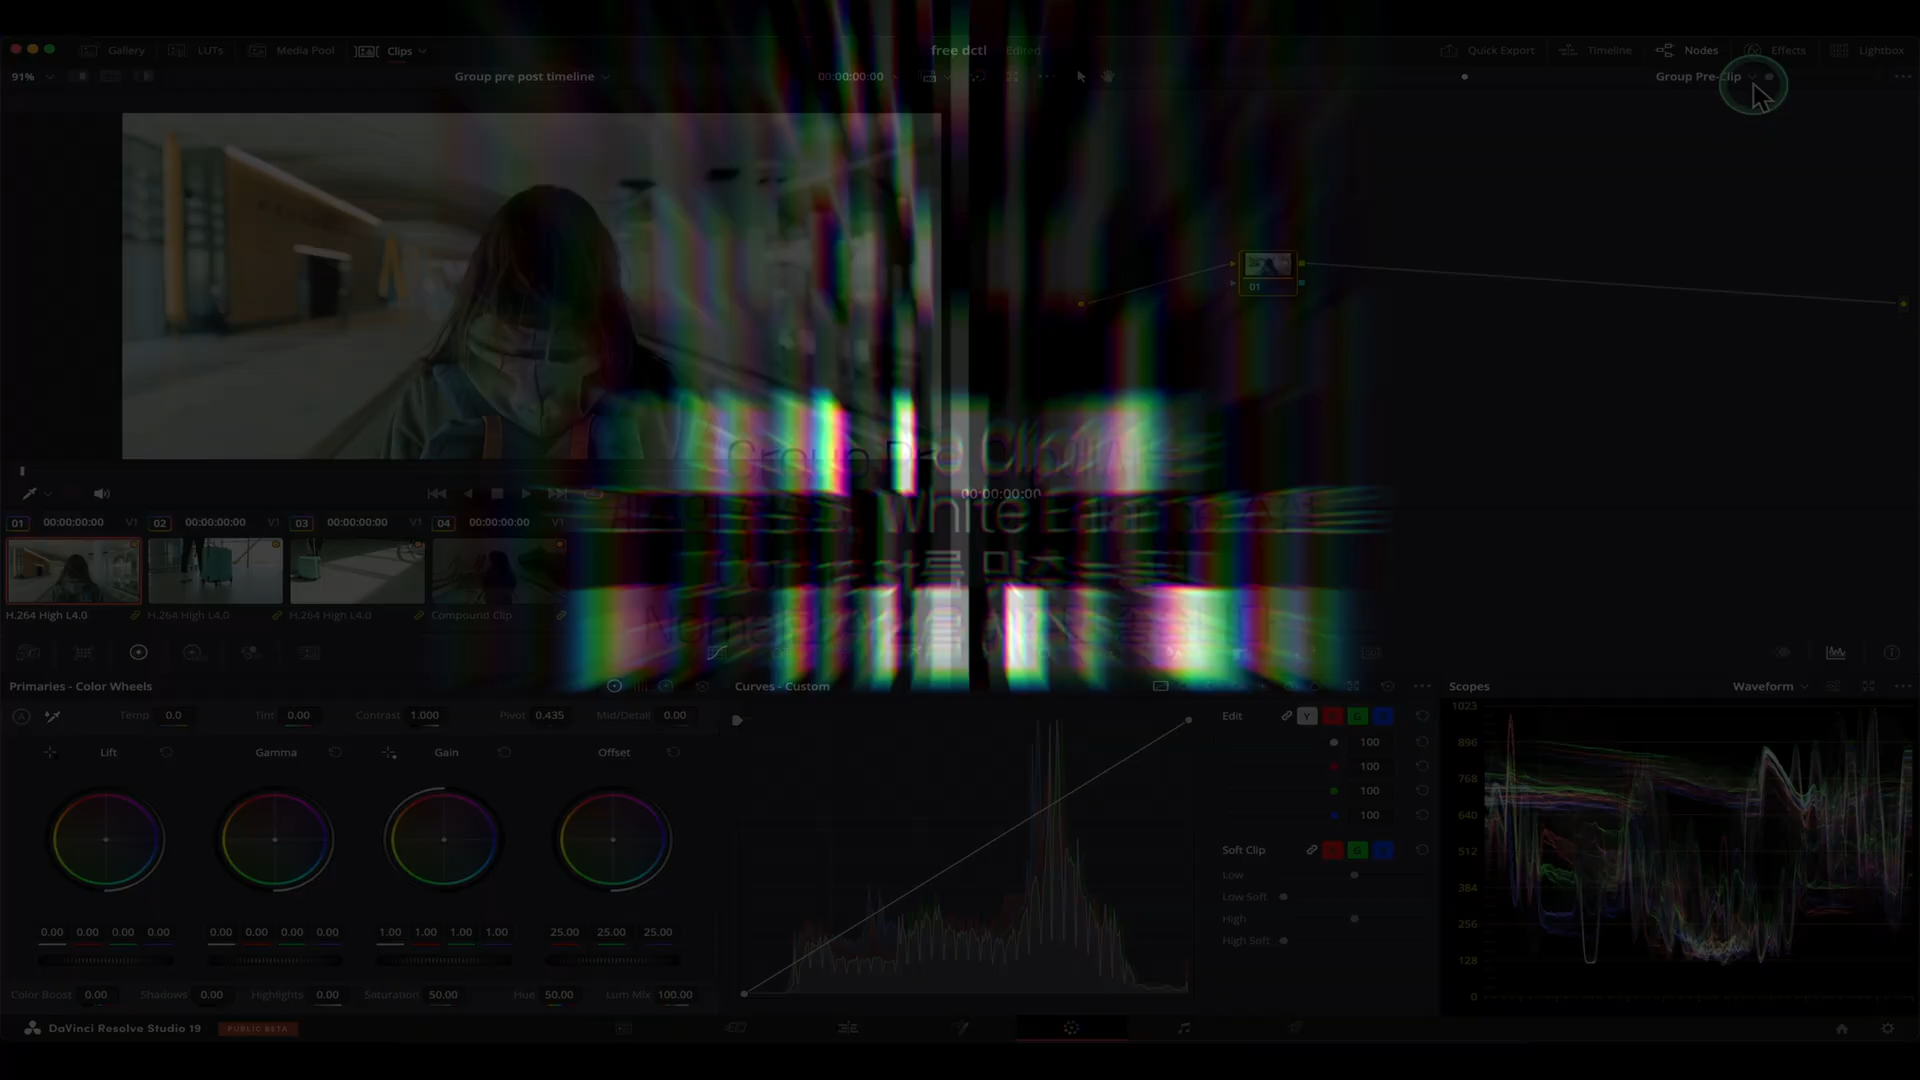 Gallery LUTs Media Pool Clips free dctl Edited Quick Export Timeline Nodes Effects Lightbox
91% Group pre post timeline 00:00:00:00 Group Pre-Clip
01
Group Pre Clip
00:00:00:00
White
01 00:00:00:00 V1 02 00:00:00:00 V1 03 00:00:00:00 V1 04 00:00:00:00 V1
H.264 High L4.0 H.264 High L4.0 H.264 High L4.0 Compound Clip
Primaries - Color Wheels Curves - Custom Scopes Waveform
Temp 0.0 Tint 0.00 Contrast 1.000 Pivot 0.435 Mid/Detail 0.00
Lift Gamma Gain Offset
0.00 0.00 0.00 0.00 0.00 0.00 0.00 0.00 1.00 1.00 1.00 1.00 25.00 25.00 25.00
Color Boost 0.00 Shadows 0.00 Highlights 0.00 Saturation 50.00 Hue 50.00 Lum Mix 100.00
Edit Y
100
100
100
100
Soft Clip
Low
Low Soft
High
High Soft
1023
896
768
640
512
384
256
128
0
DaVinci Resolve Studio 19 PUBLIC BETA